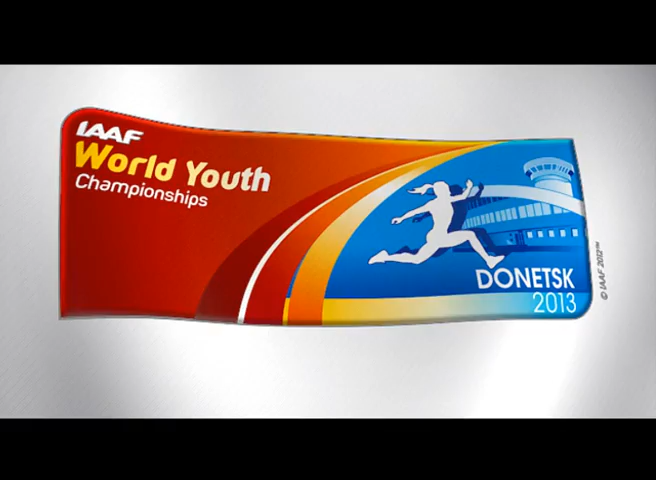 IAAF
World Youth
Championships
DONETSK
2013
© IAAF 2012™